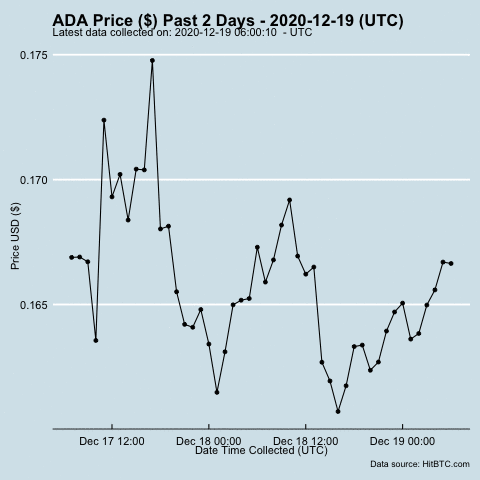 ADA Price ($) Past 2 Days - 2020-12-19 (UTC)
Latest data collected on: 2020-12-19 06:00:10  - UTC
0.175
0.170
0.165
Price USD ($)
Dec 17 12:00 Dec 18 00:00 Dec 18 12:00 Dec 19 00:00
Date Time Collected (UTC)
Data source: HitBTC.com